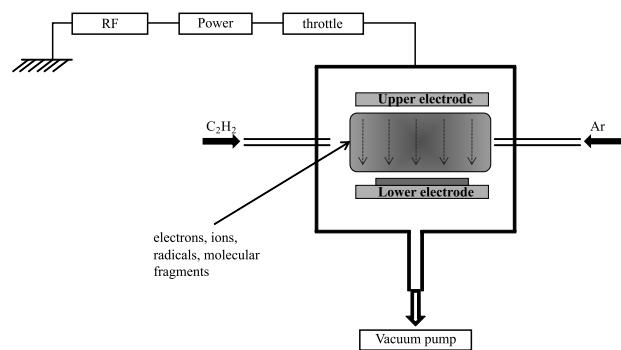 RF
Power
throttle
Upper electrode
C₂H₂
Ar
Lower electrode
electrons, ions,
radicals, molecular
fragments
Vacuum pump